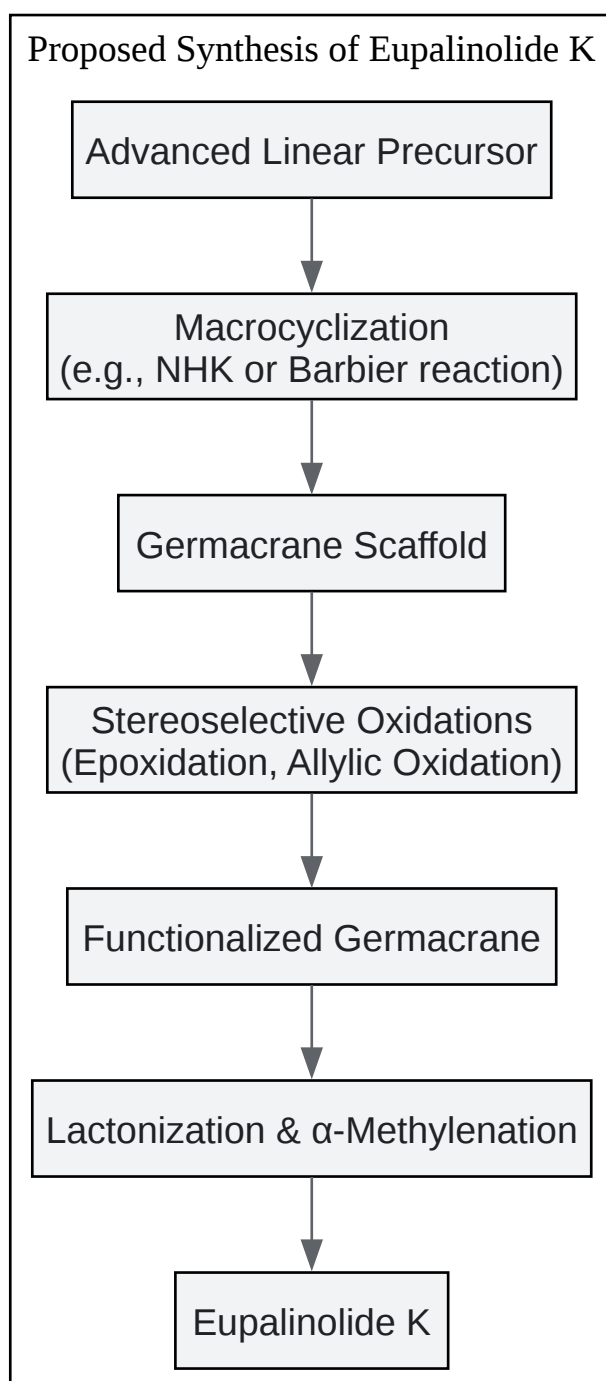 Proposed Synthesis of Eupalinolide K
Advanced Linear Precursor
Macrocyclization
(e.g., NHK or Barbier reaction)
Germacrane Scaffold
Stereoselective Oxidations
(Epoxidation, Allylic Oxidation)
Functionalized Germacrane
Lactonization & α-Methylenation
Eupalinolide K